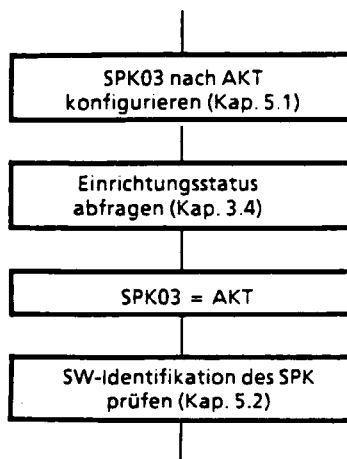 SPK03 nach AKT
konfigurieren (Kap. 5.1)
Einrichtungsstatus
abfragen (Kap. 3.4)
SPK03 = AKT
SW-Identifikation des SPK
prüfen (Kap. 5.2)